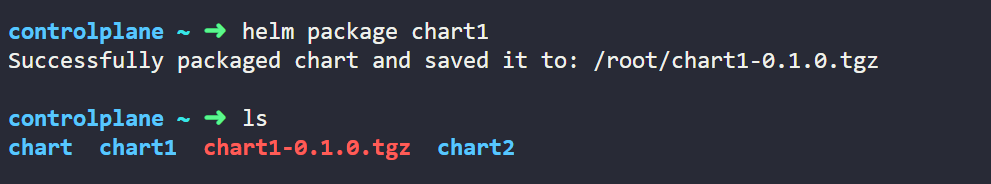 controlplane ~ ➜ helm package chart1
Successfully packaged chart and saved it to: /root/chart1-0.1.0.tgz
controlplane ~ ➜ ls
chart  chart1  chart1-0.1.0.tgz  chart2